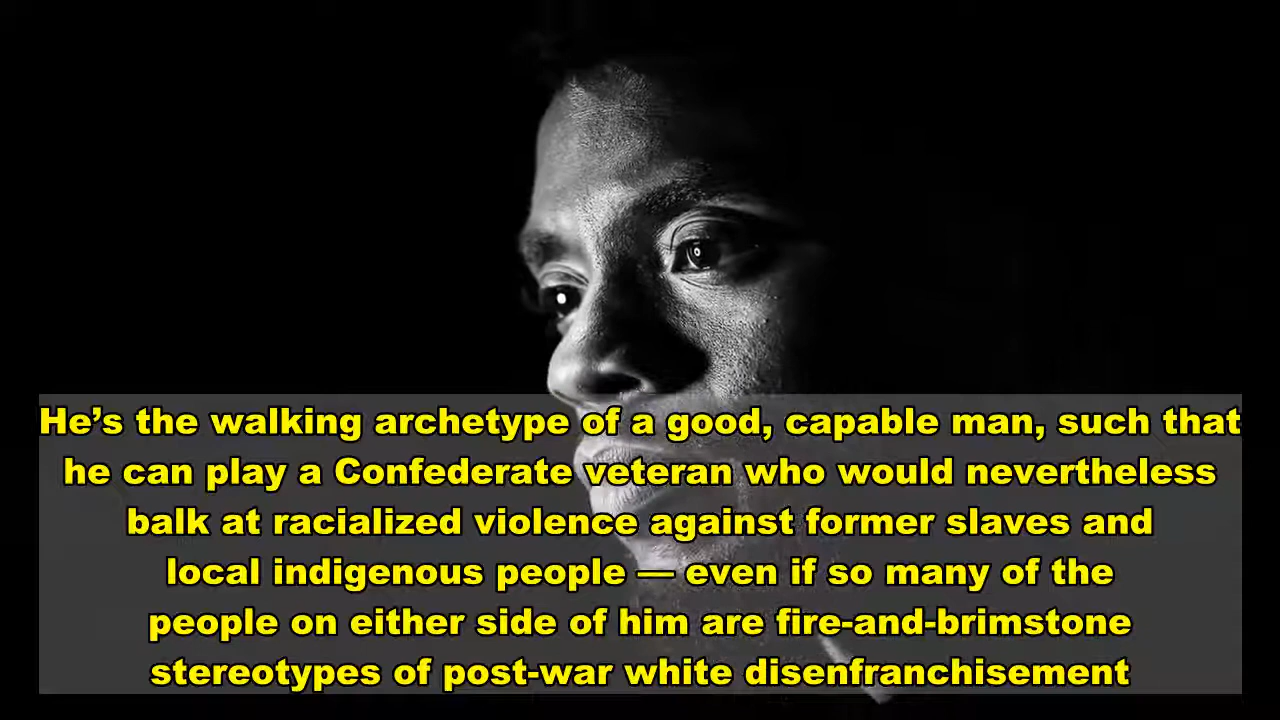 He’s the walking archetype of a good, capable man, such that
he can play a Confederate veteran who would nevertheless
balk at racialized violence against former slaves and
local indigenous people — even if so many of the
people on either side of him are fire-and-brimstone
stereotypes of post-war white disenfranchisement